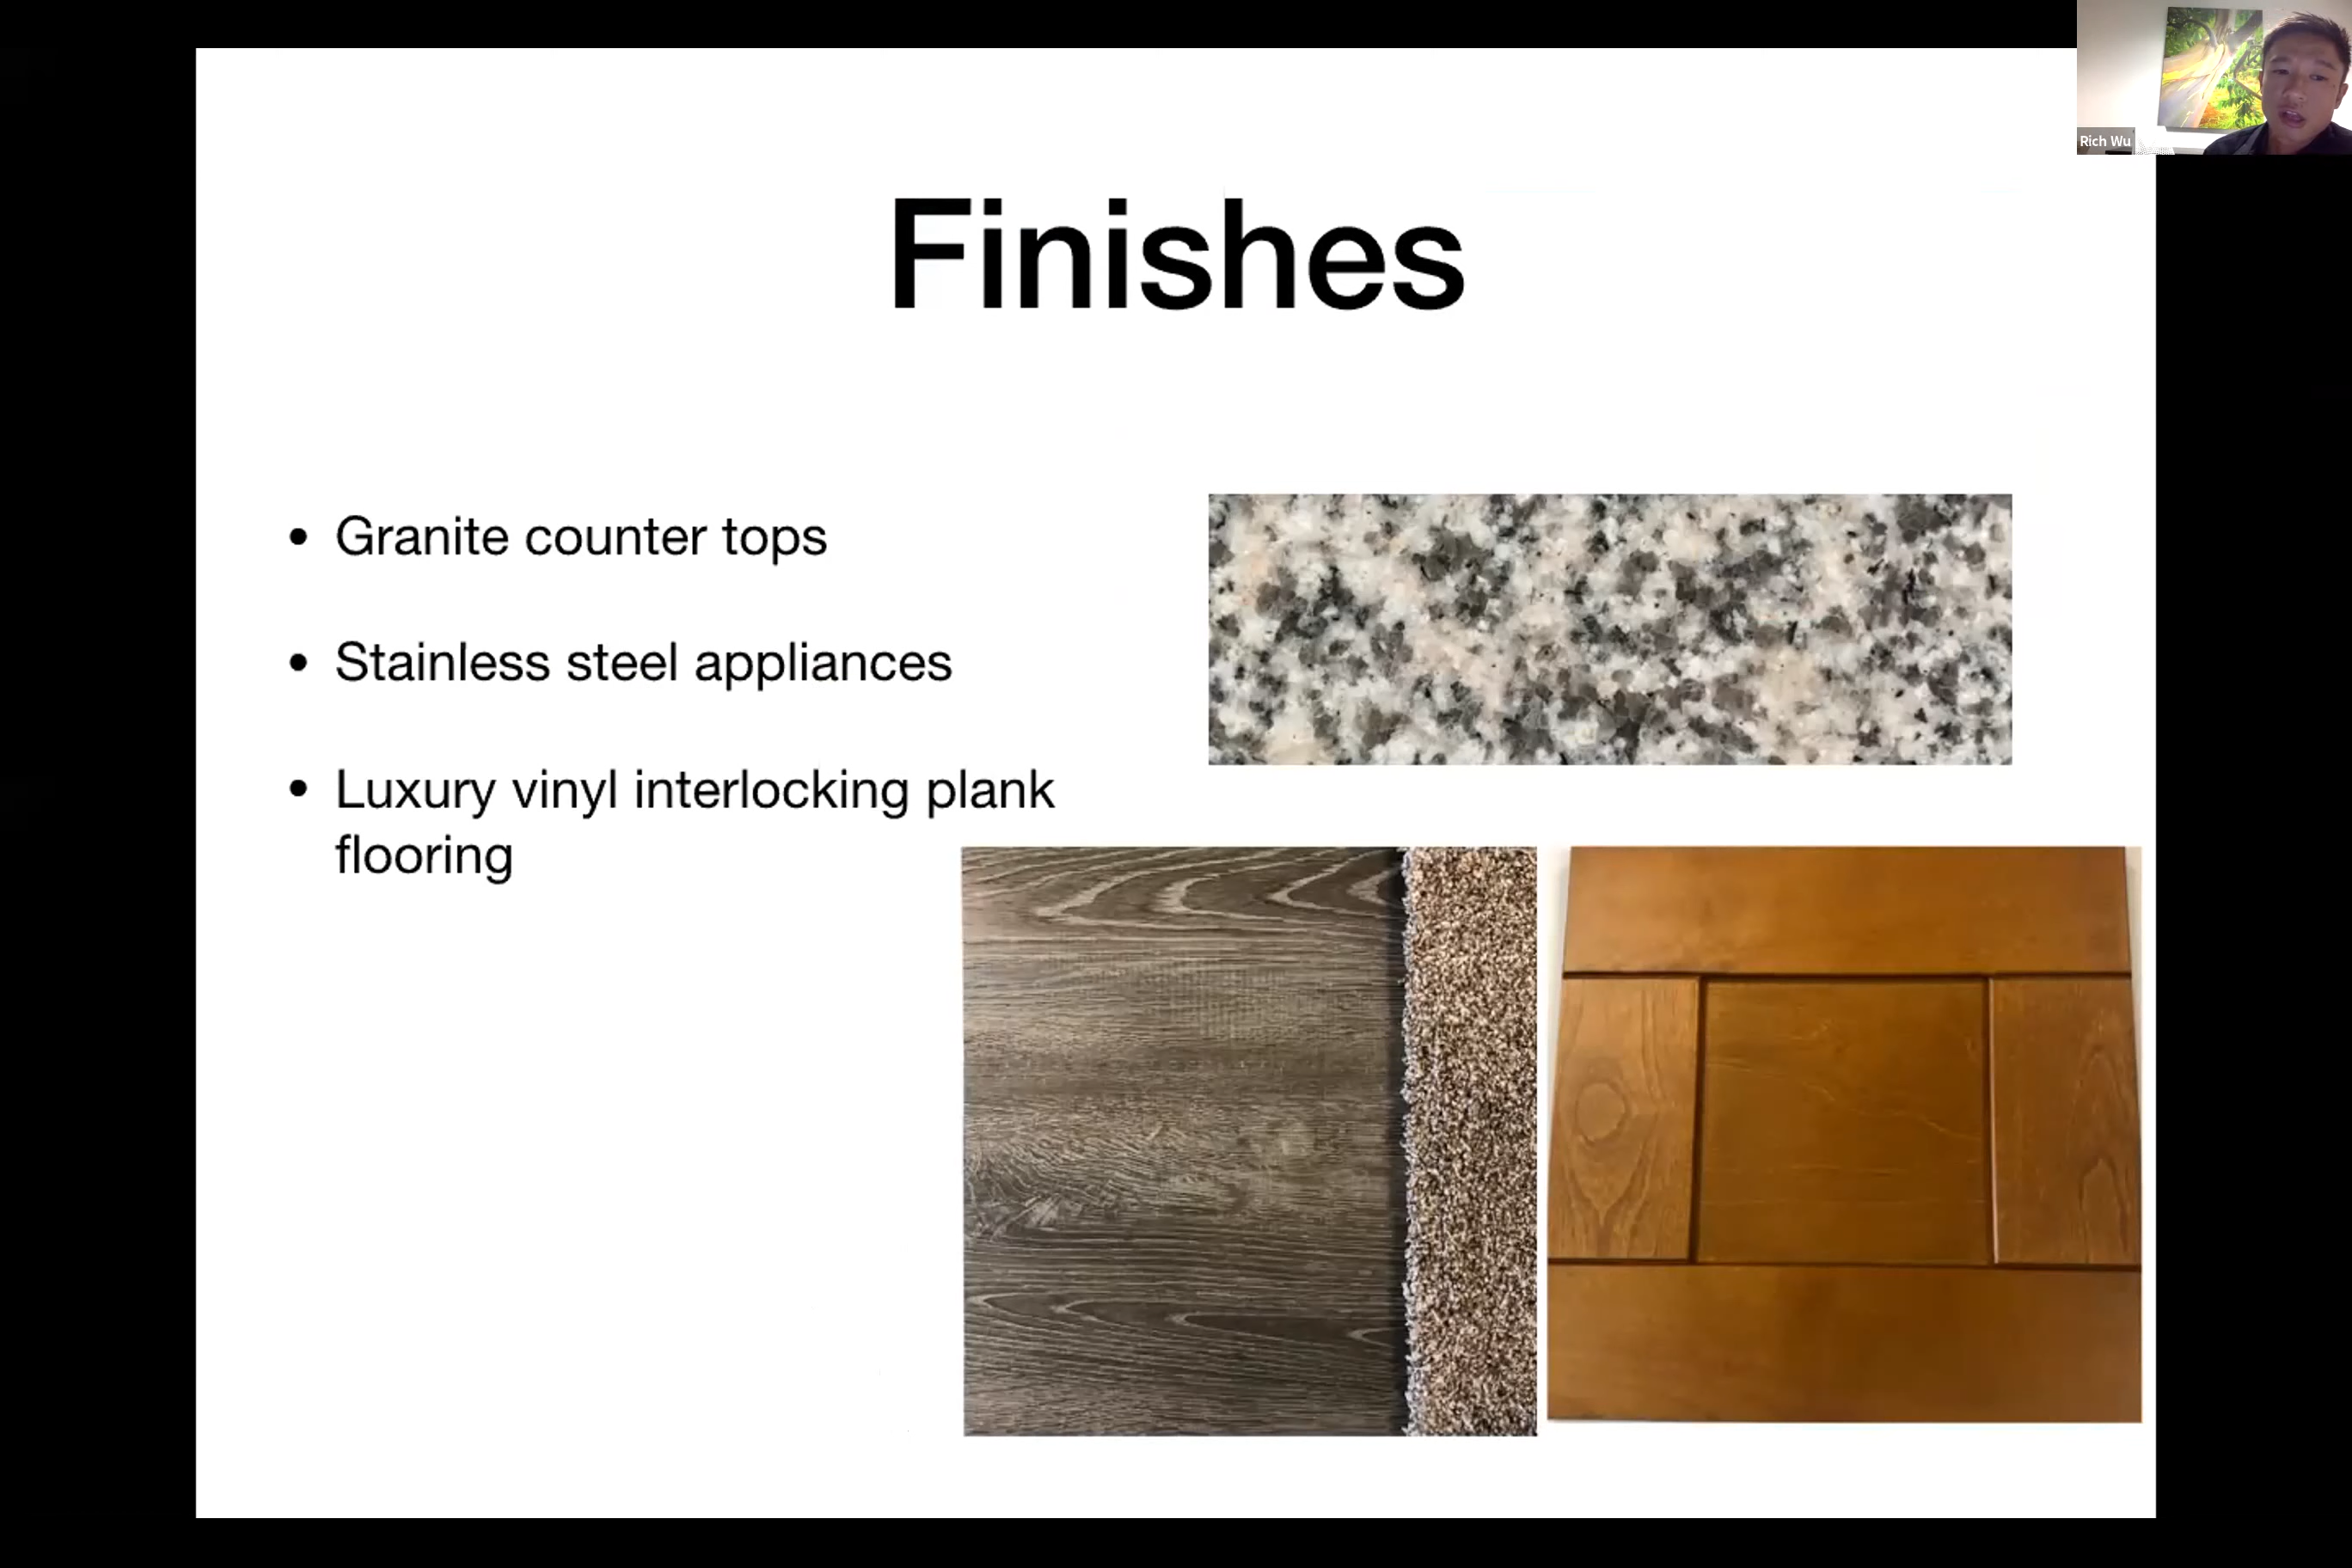 Rich Wu
Finishes
• Granite counter tops
• Stainless steel appliances
• Luxury vinyl interlocking plank
flooring